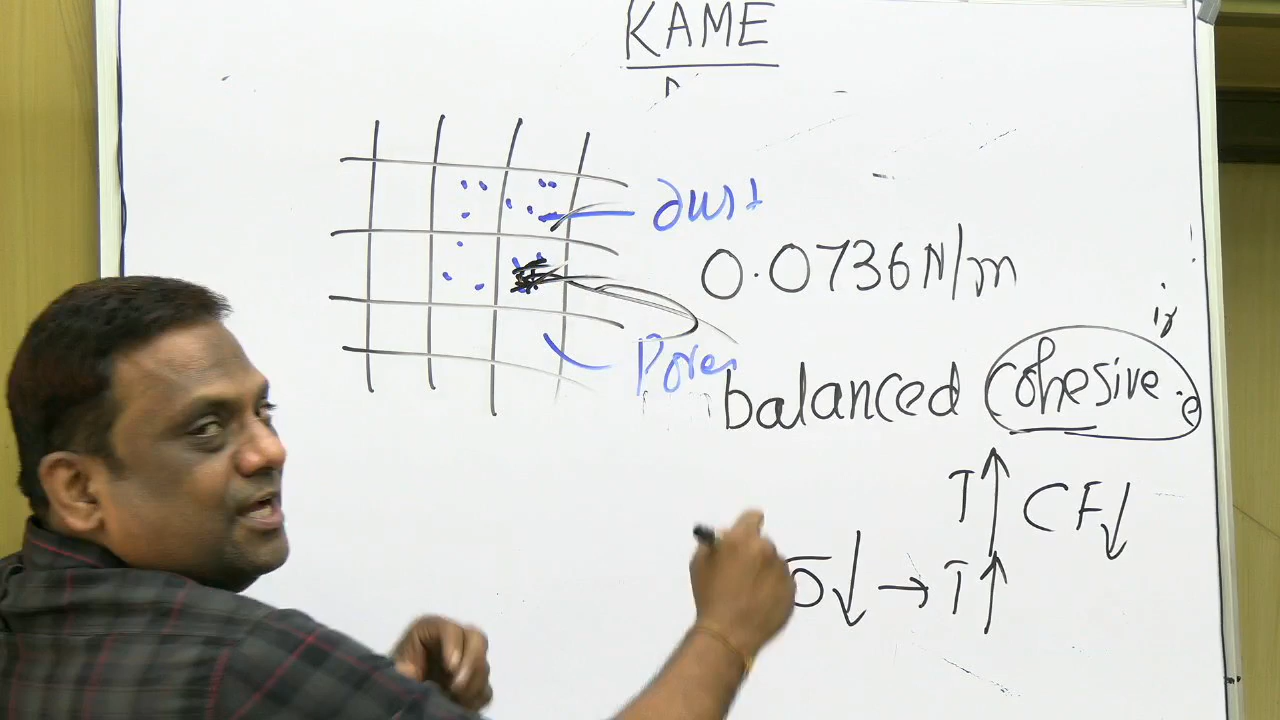 KAME
dust
0.0736 N/m
Pores
balanced cohesive
T↑ CF↓
σ↓ → T↑